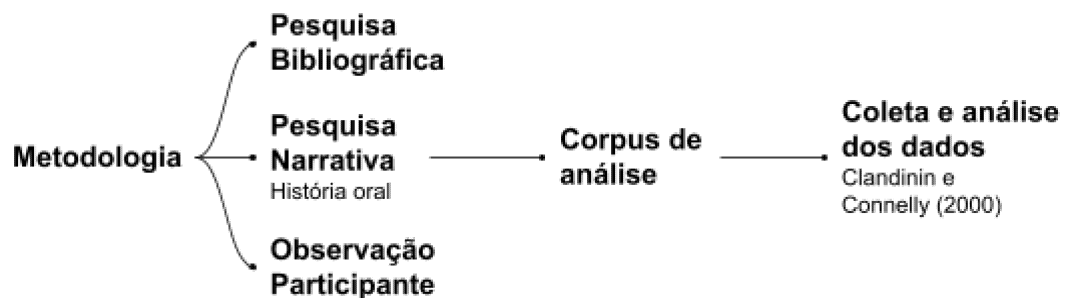 Metodologia
Pesquisa
Bibliográfica
Pesquisa
Narrativa
História oral
Observação
Participante
Corpus de
análise
Coleta e análise
dos dados
Clandinin e
Connelly (2000)